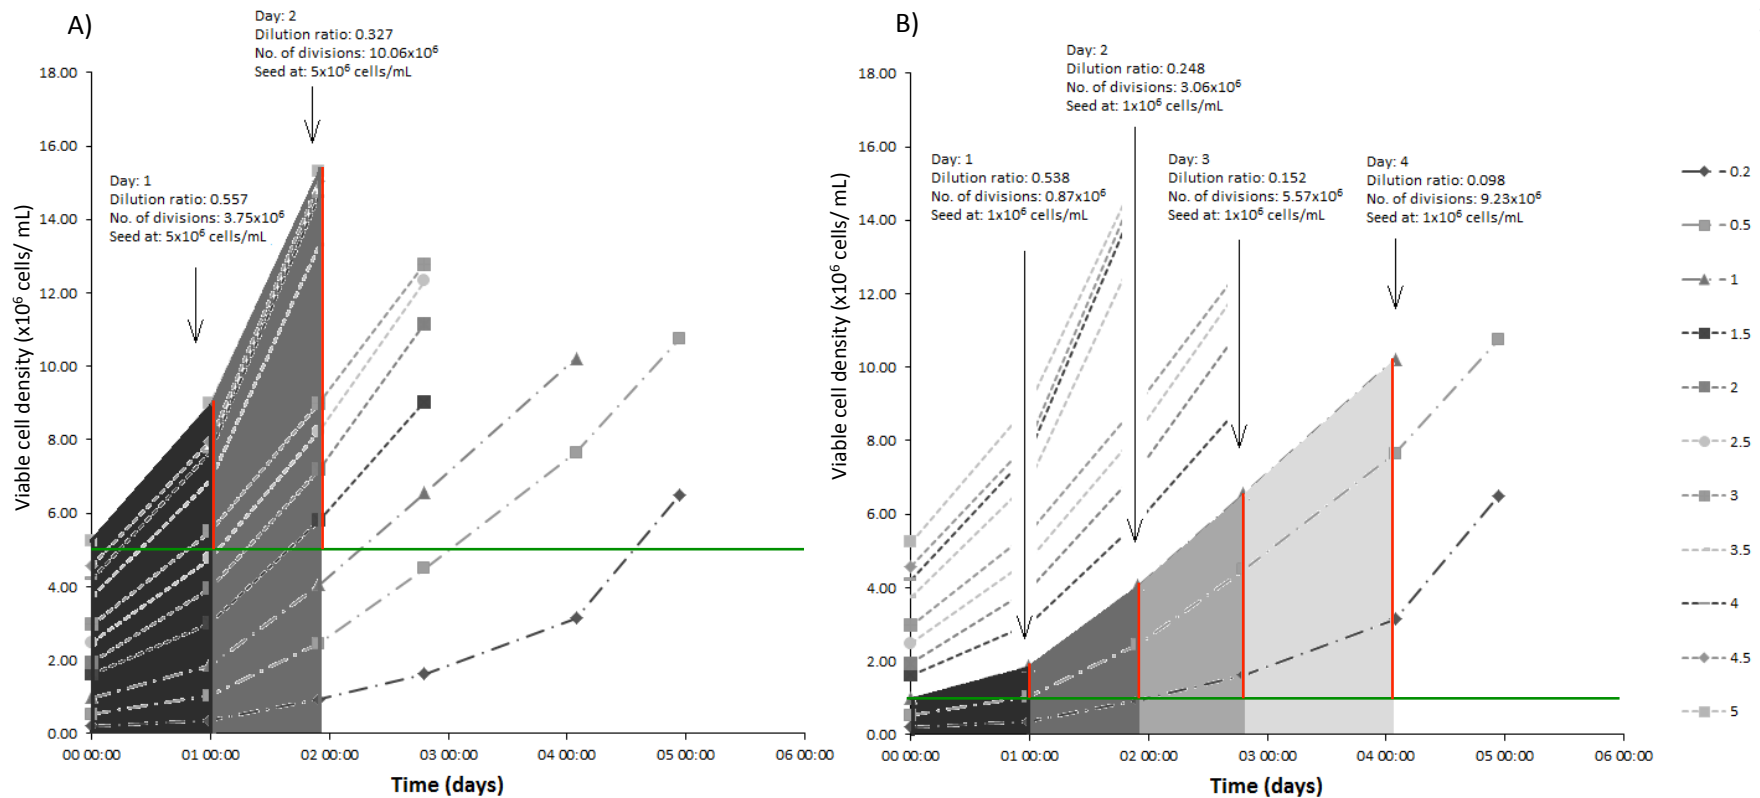 A)
Day: 2
Dilution ratio: 0.327
No. of divisions: 10.06x10⁶
Seed at: 5x10⁶ cells/mL
Day: 1
Dilution ratio: 0.557
No. of divisions: 3.75x10⁶
Seed at: 5x10⁶ cells/mL
Viable cell density (x10⁶ cells/ mL)
18.00
16.00
14.00
12.00
10.00
8.00
6.00
4.00
2.00
0.00
00 00:00
01 00:00
02 00:00
03 00:00
04 00:00
05 00:00
06 00:00
Time (days)
B)
Day: 2
Dilution ratio: 0.248
No. of divisions: 3.06x10⁶
Seed at: 1x10⁶ cells/mL
Day: 1
Dilution ratio: 0.538
No. of divisions: 0.87x10⁶
Seed at: 1x10⁶ cells/mL
Day: 3
Dilution ratio: 0.152
No. of divisions: 5.57x10⁶
Seed at: 1x10⁶ cells/mL
Day: 4
Dilution ratio: 0.098
No. of divisions: 9.23x10⁶
Seed at: 1x10⁶ cells/mL
Viable cell density (x10⁶ cells/ mL)
18.00
16.00
14.00
12.00
10.00
8.00
6.00
4.00
2.00
0.00
00 00:00
01 00:00
02 00:00
03 00:00
04 00:00
05 00:00
06 00:00
Time (days)
0.2
0.5
1
1.5
2
2.5
3
3.5
4
4.5
5